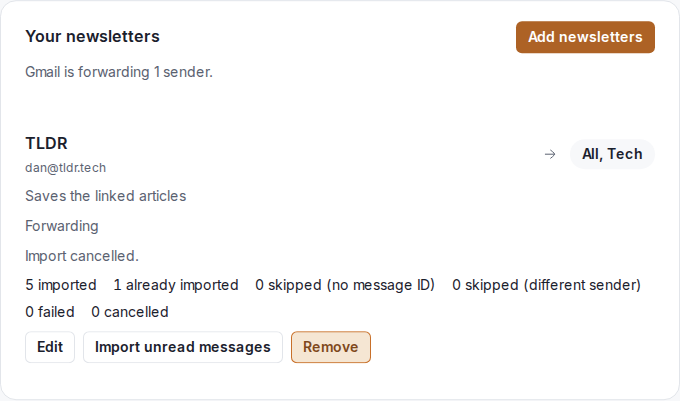 Your newsletters
Add newsletters
Gmail is forwarding 1 sender.
TLDR
dan@tldr.tech
→ All, Tech
Saves the linked articles
Forwarding
Import cancelled.
5 imported 1 already imported 0 skipped (no message ID) 0 skipped (different sender)
0 failed 0 cancelled
Edit Import unread messages Remove